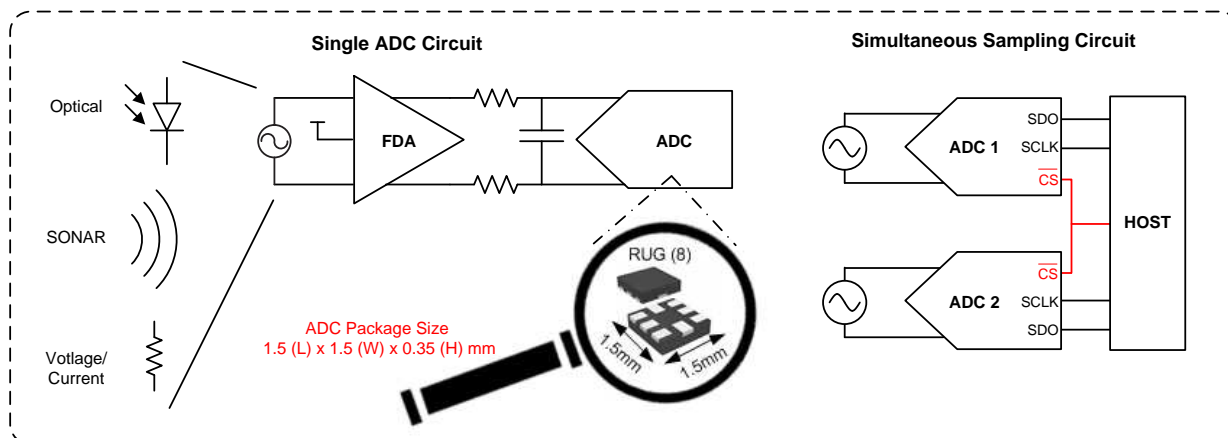 Single ADC Circuit
Optical
SONAR
Votlage/
Current
FDA
ADC
RUG (8)
1.5mm
1.5mm
ADC Package Size
1.5 (L) x 1.5 (W) x 0.35 (H) mm
Simultaneous Sampling Circuit
ADC 1
SDO
SCLK
CS
HOST
ADC 2
CS
SCLK
SDO